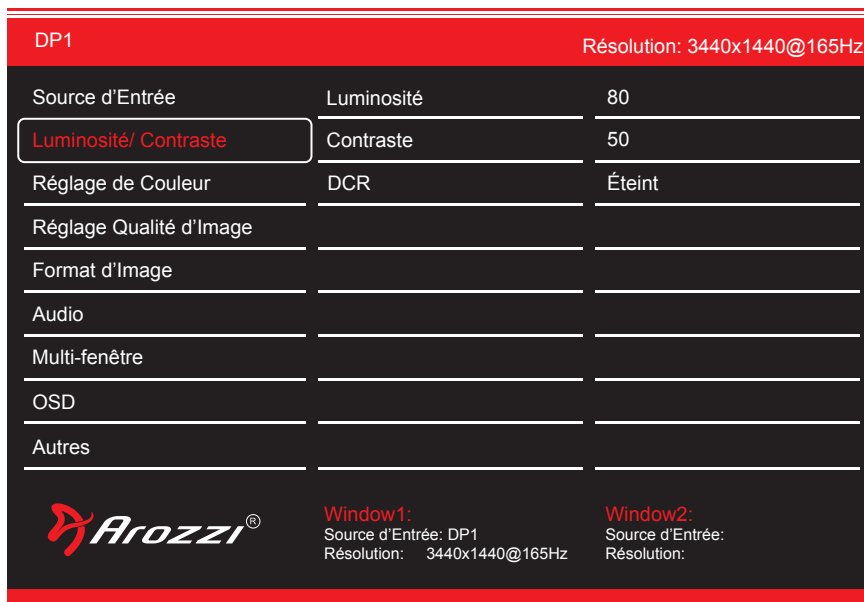 DP1
Résolution: 3440x1440@165Hz
Source d’Entrée Luminosité 80
Luminosité/ Contraste Contraste 50
Réglage de Couleur DCR Éteint
Réglage Qualité d’Image
Format d’Image
Audio
Multi-fenêtre
OSD
Autres
Arozzi®
Window1:
Source d’Entrée: DP1
Résolution: 3440x1440@165Hz
Window2:
Source d’Entrée:
Résolution: